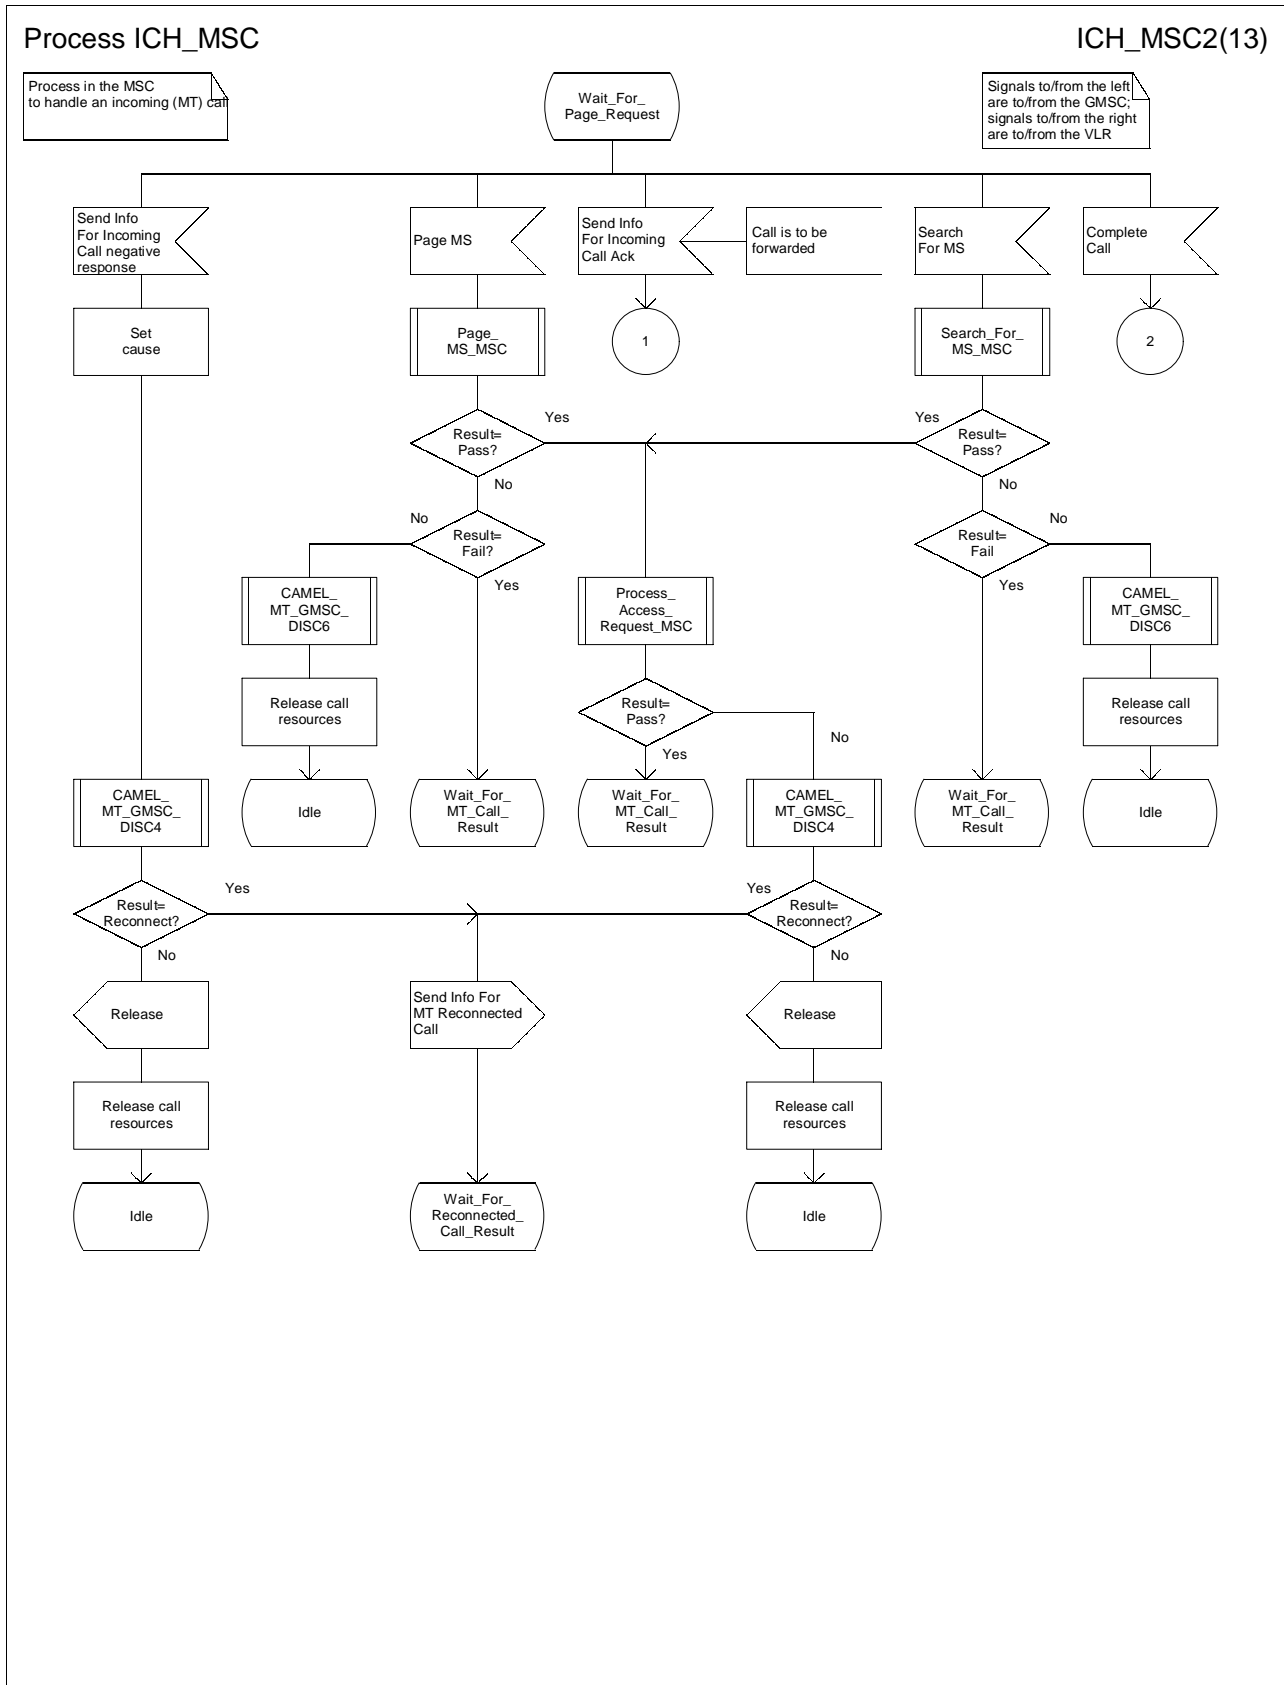 Process ICH_MSC
ICH_MSC2(13)
Process in the MSC
to handle an incoming (MT) call
Wait_For_
Page_Request
Signals to/from the left
are to/from the GMSC;
signals to/from the right
are to/from the VLR
Send Info
For Incoming
Call negative
response
Page MS
Send Info
For Incoming
Call Ack
Call is to be
forwarded
Search
For MS
Complete
Call
Set
cause
Page_
MS_MSC
1
Search_For_
MS_MSC
2
Result=
Pass?
Yes
No
Yes
Result=
Pass?
No
No
Result=
Fail?
Yes
Result=
Fail
No
Yes
CAMEL_
MT_GMSC_
DISC6
Process_
Access_
Request_MSC
CAMEL_
MT_GMSC_
DISC6
Release call
resources
Result=
Pass?
No
Yes
Release call
resources
CAMEL_
MT_GMSC_
DISC4
Idle
Wait_For_
MT_Call_
Result
Wait_For_
MT_Call_
Result
CAMEL_
MT_GMSC_
DISC4
Wait_For_
MT_Call_
Result
Idle
Result=
Reconnect?
Yes
No
Yes
Result=
Reconnect?
No
Release
Send Info For
MT Reconnected
Call
Release
Release call
resources
Release call
resources
Idle
Wait_For_
Reconnected_
Call_Result
Idle